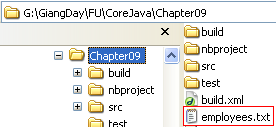 G:\GiangDay\FU\CoreJava\Chapter09
Chapter09
build
nbproject
src
test
build
nbproject
src
test
build.xml
employees.txt